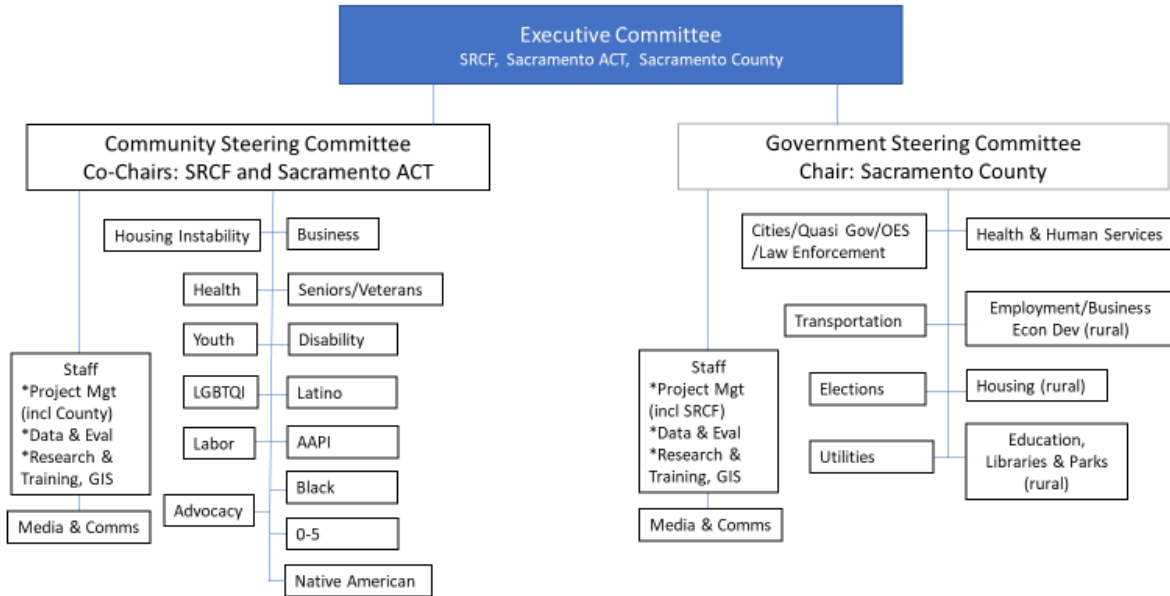 Executive Committee
SRCF, Sacramento ACT, Sacramento County
Community Steering Committee
Co-Chairs: SRCF and Sacramento ACT
Housing Instability
Business
Health
Seniors/Veterans
Youth
Disability
LGBTQI
Latino
Labor
AAPI
Black
Advocacy
0-5
Native American
Staff
*Project Mgt
(incl County)
*Data & Eval
*Research &
Training, GIS
Media & Comms
Government Steering Committee
Chair: Sacramento County
Cities/Quasi Gov/OES
/Law Enforcement
Health & Human Services
Transportation
Employment/Business
Econ Dev (rural)
Elections
Housing (rural)
Utilities
Education,
Libraries & Parks
(rural)
Staff
*Project Mgt
(incl SRCF)
*Data & Eval
*Research &
Training, GIS
Media & Comms